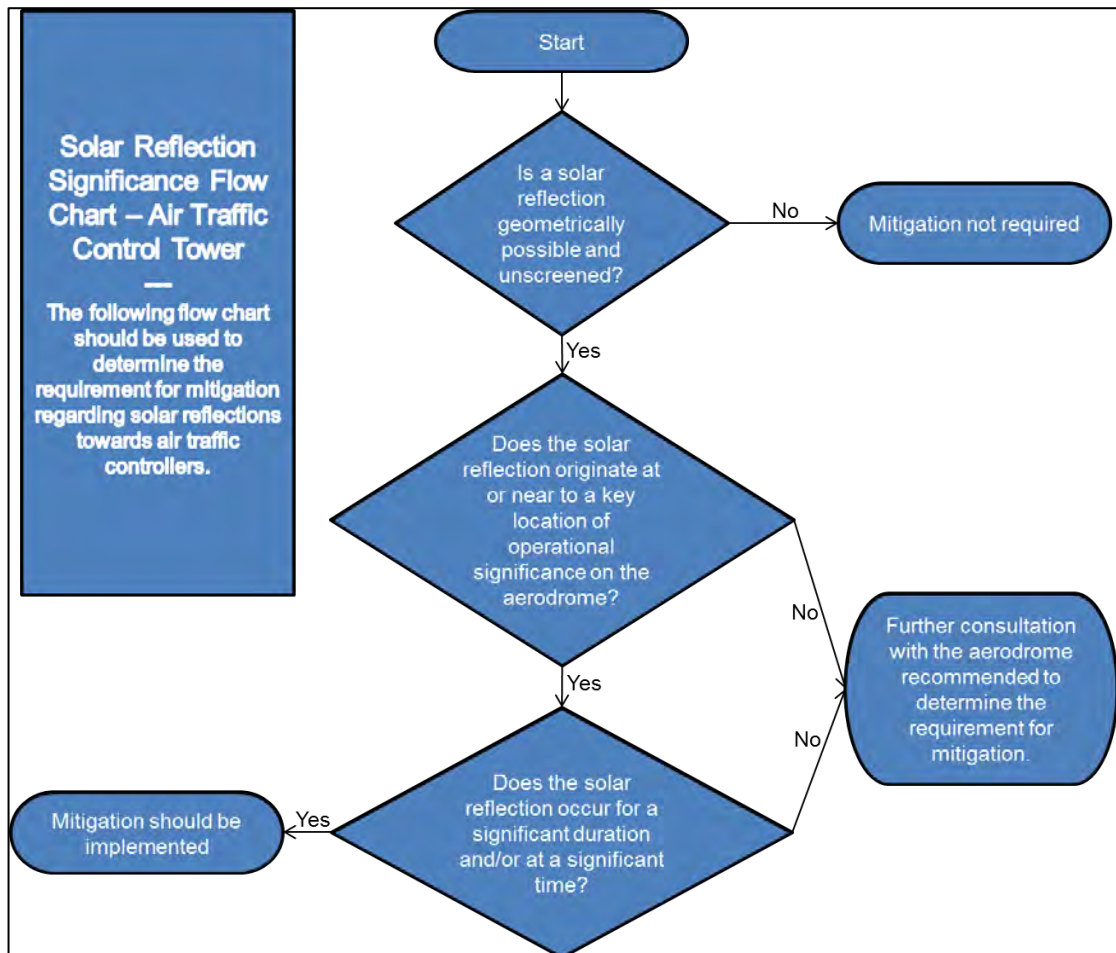 Solar Reflection
Significance Flow
Chart – Air Traffic
Control Tower
—
The following flow chart
should be used to
determine the
requirement for mitigation
regarding solar reflections
towards air traffic
controllers.
Start
Is a solar
reflection
geometrically
possible and
unscreened?
No
Mitigation not required
Yes
Does the solar
reflection originate at
or near to a key
location of
operational
significance on the
aerodrome?
No
Further consultation
with the aerodrome
recommended to
determine the
requirement for
mitigation.
Yes
No
Does the solar
reflection occur for a
significant duration
and/or at a significant
time?
Yes
Mitigation should be
implemented